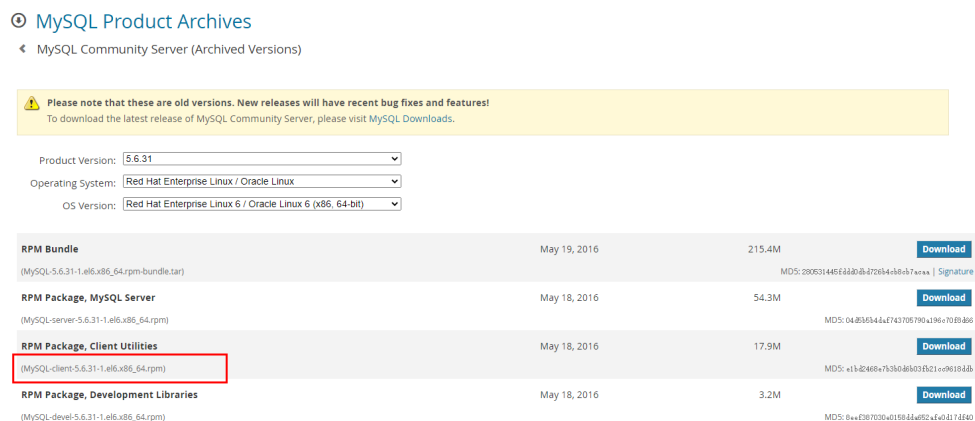 MySQL Product Archives
MySQL Community Server (Archived Versions)
Please note that these are old versions. New releases will have recent bug fixes and features!
To download the latest release of MySQL Community Server, please visit MySQL Downloads.
Product Version: 5.6.31
Operating System: Red Hat Enterprise Linux / Oracle Linux
OS Version: Red Hat Enterprise Linux 6 / Oracle Linux 6 (x86, 64-bit)
RPM Bundle May 19, 2016 215.4M Download
(MySQL-5.6.31-1.el6.x86_64.rpm-bundle.tar) MD5: | Signature
RPM Package, MySQL Server May 18, 2016 54.3M Download
(MySQL-server-5.6.31-1.el6.x86_64.rpm) MD5:
RPM Package, Client Utilities May 18, 2016 17.9M Download
(MySQL-client-5.6.31-1.el6.x86_64.rpm) MD5:
RPM Package, Development Libraries May 18, 2016 3.2M Download
(MySQL-devel-5.6.31-1.el6.x86_64.rpm) MD5: